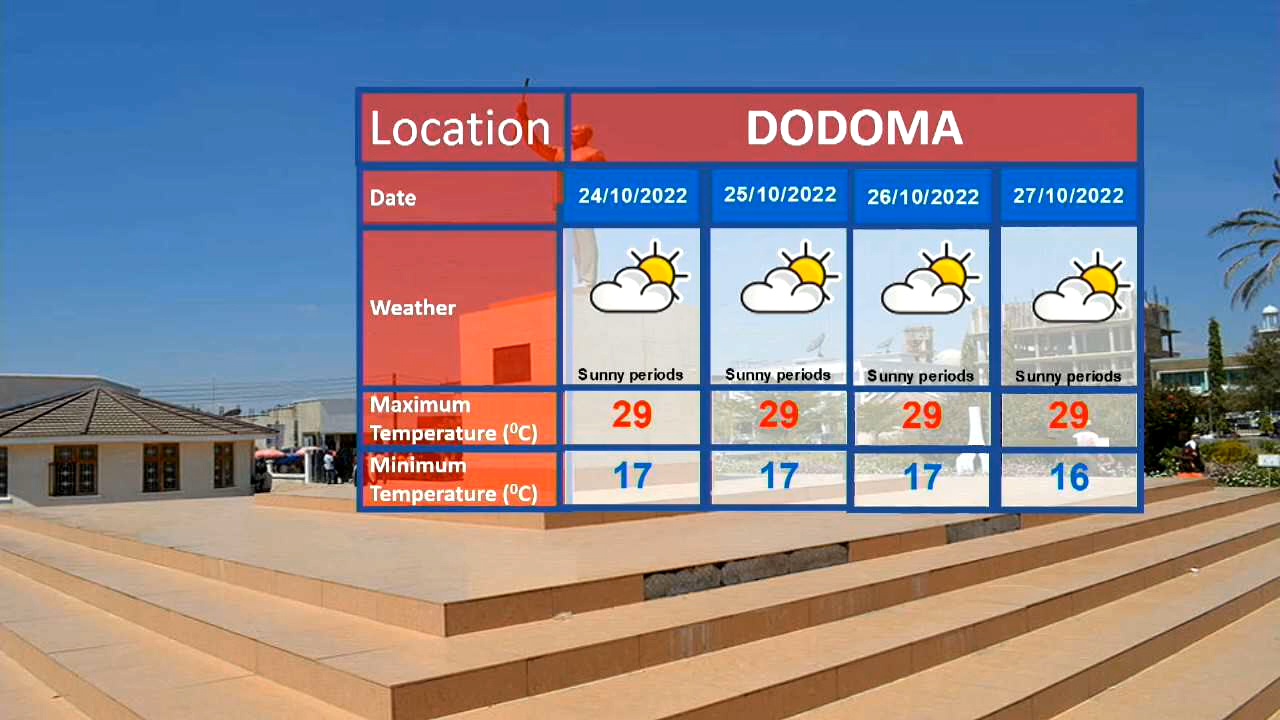 Location DODOMA
Date 24/10/2022 25/10/2022 26/10/2022 27/10/2022
Weather Sunny periods Sunny periods Sunny periods Sunny periods
Maximum
Temperature (⁰C) 29 29 29 29
Minimum
Temperature (⁰C) 17 17 17 16